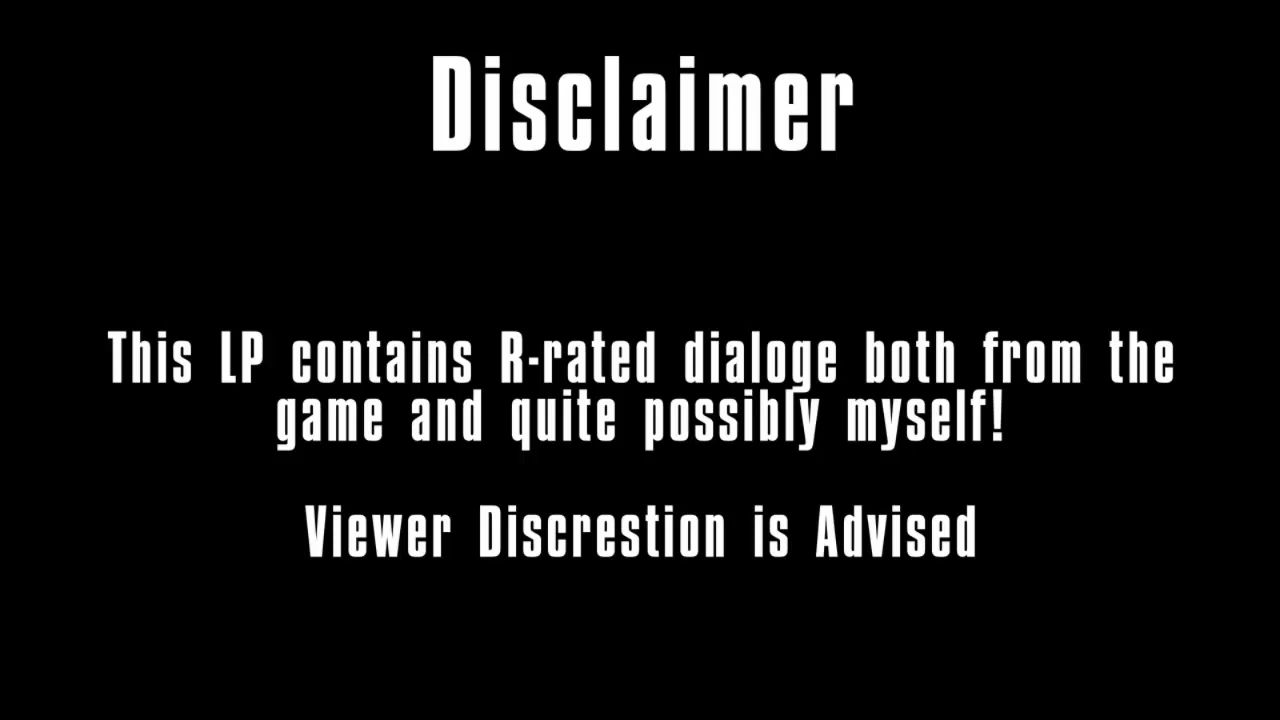 Disclaimer
This LP contains R-rated dialoge both from the
game and quite possibly myself!
Viewer Discrestion is Advised